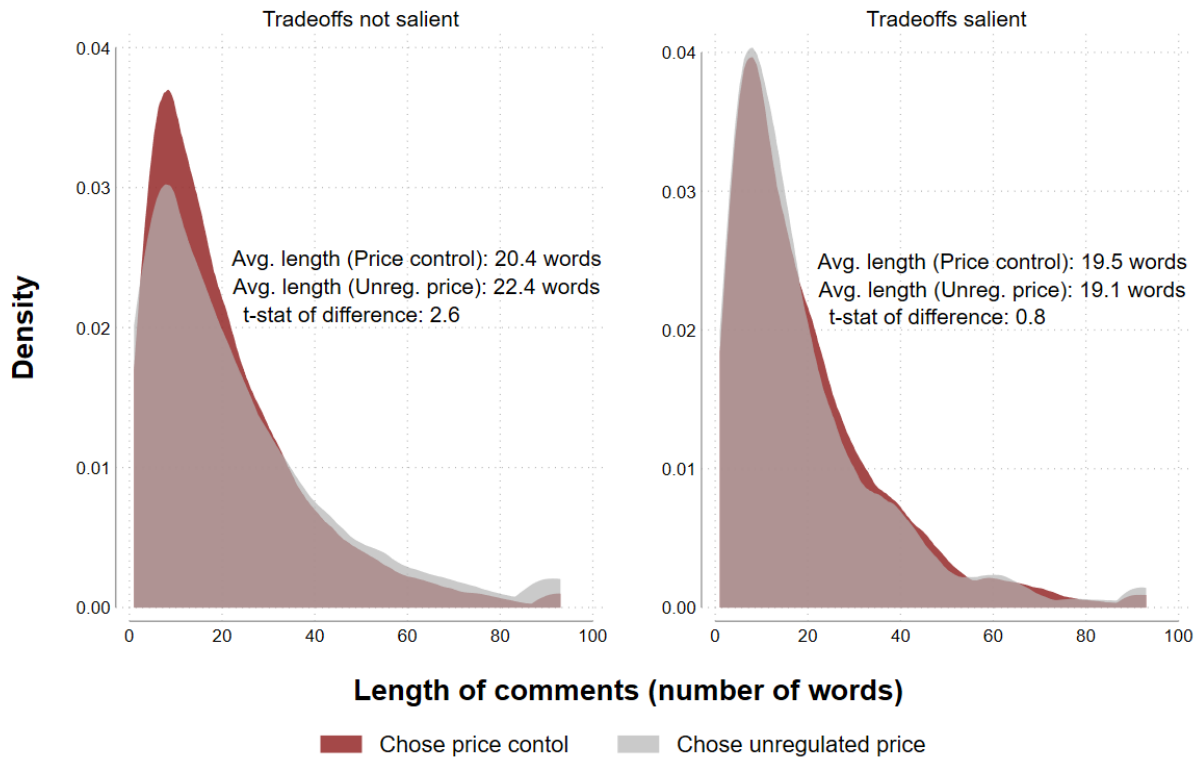 Tradeoffs not salient
Tradeoffs salient
0.04
0.03
0.02
0.01
0.00
Avg. length (Price control): 20.4 words
Avg. length (Unreg. price): 22.4 words
t-stat of difference: 2.6
0 20 40 60 80 100
0.04
0.03
0.02
0.01
0.00
Avg. length (Price control): 19.5 words
Avg. length (Unreg. price): 19.1 words
t-stat of difference: 0.8
0 20 40 60 80 100
Density
Length of comments (number of words)
Chose price contol
Chose unregulated price